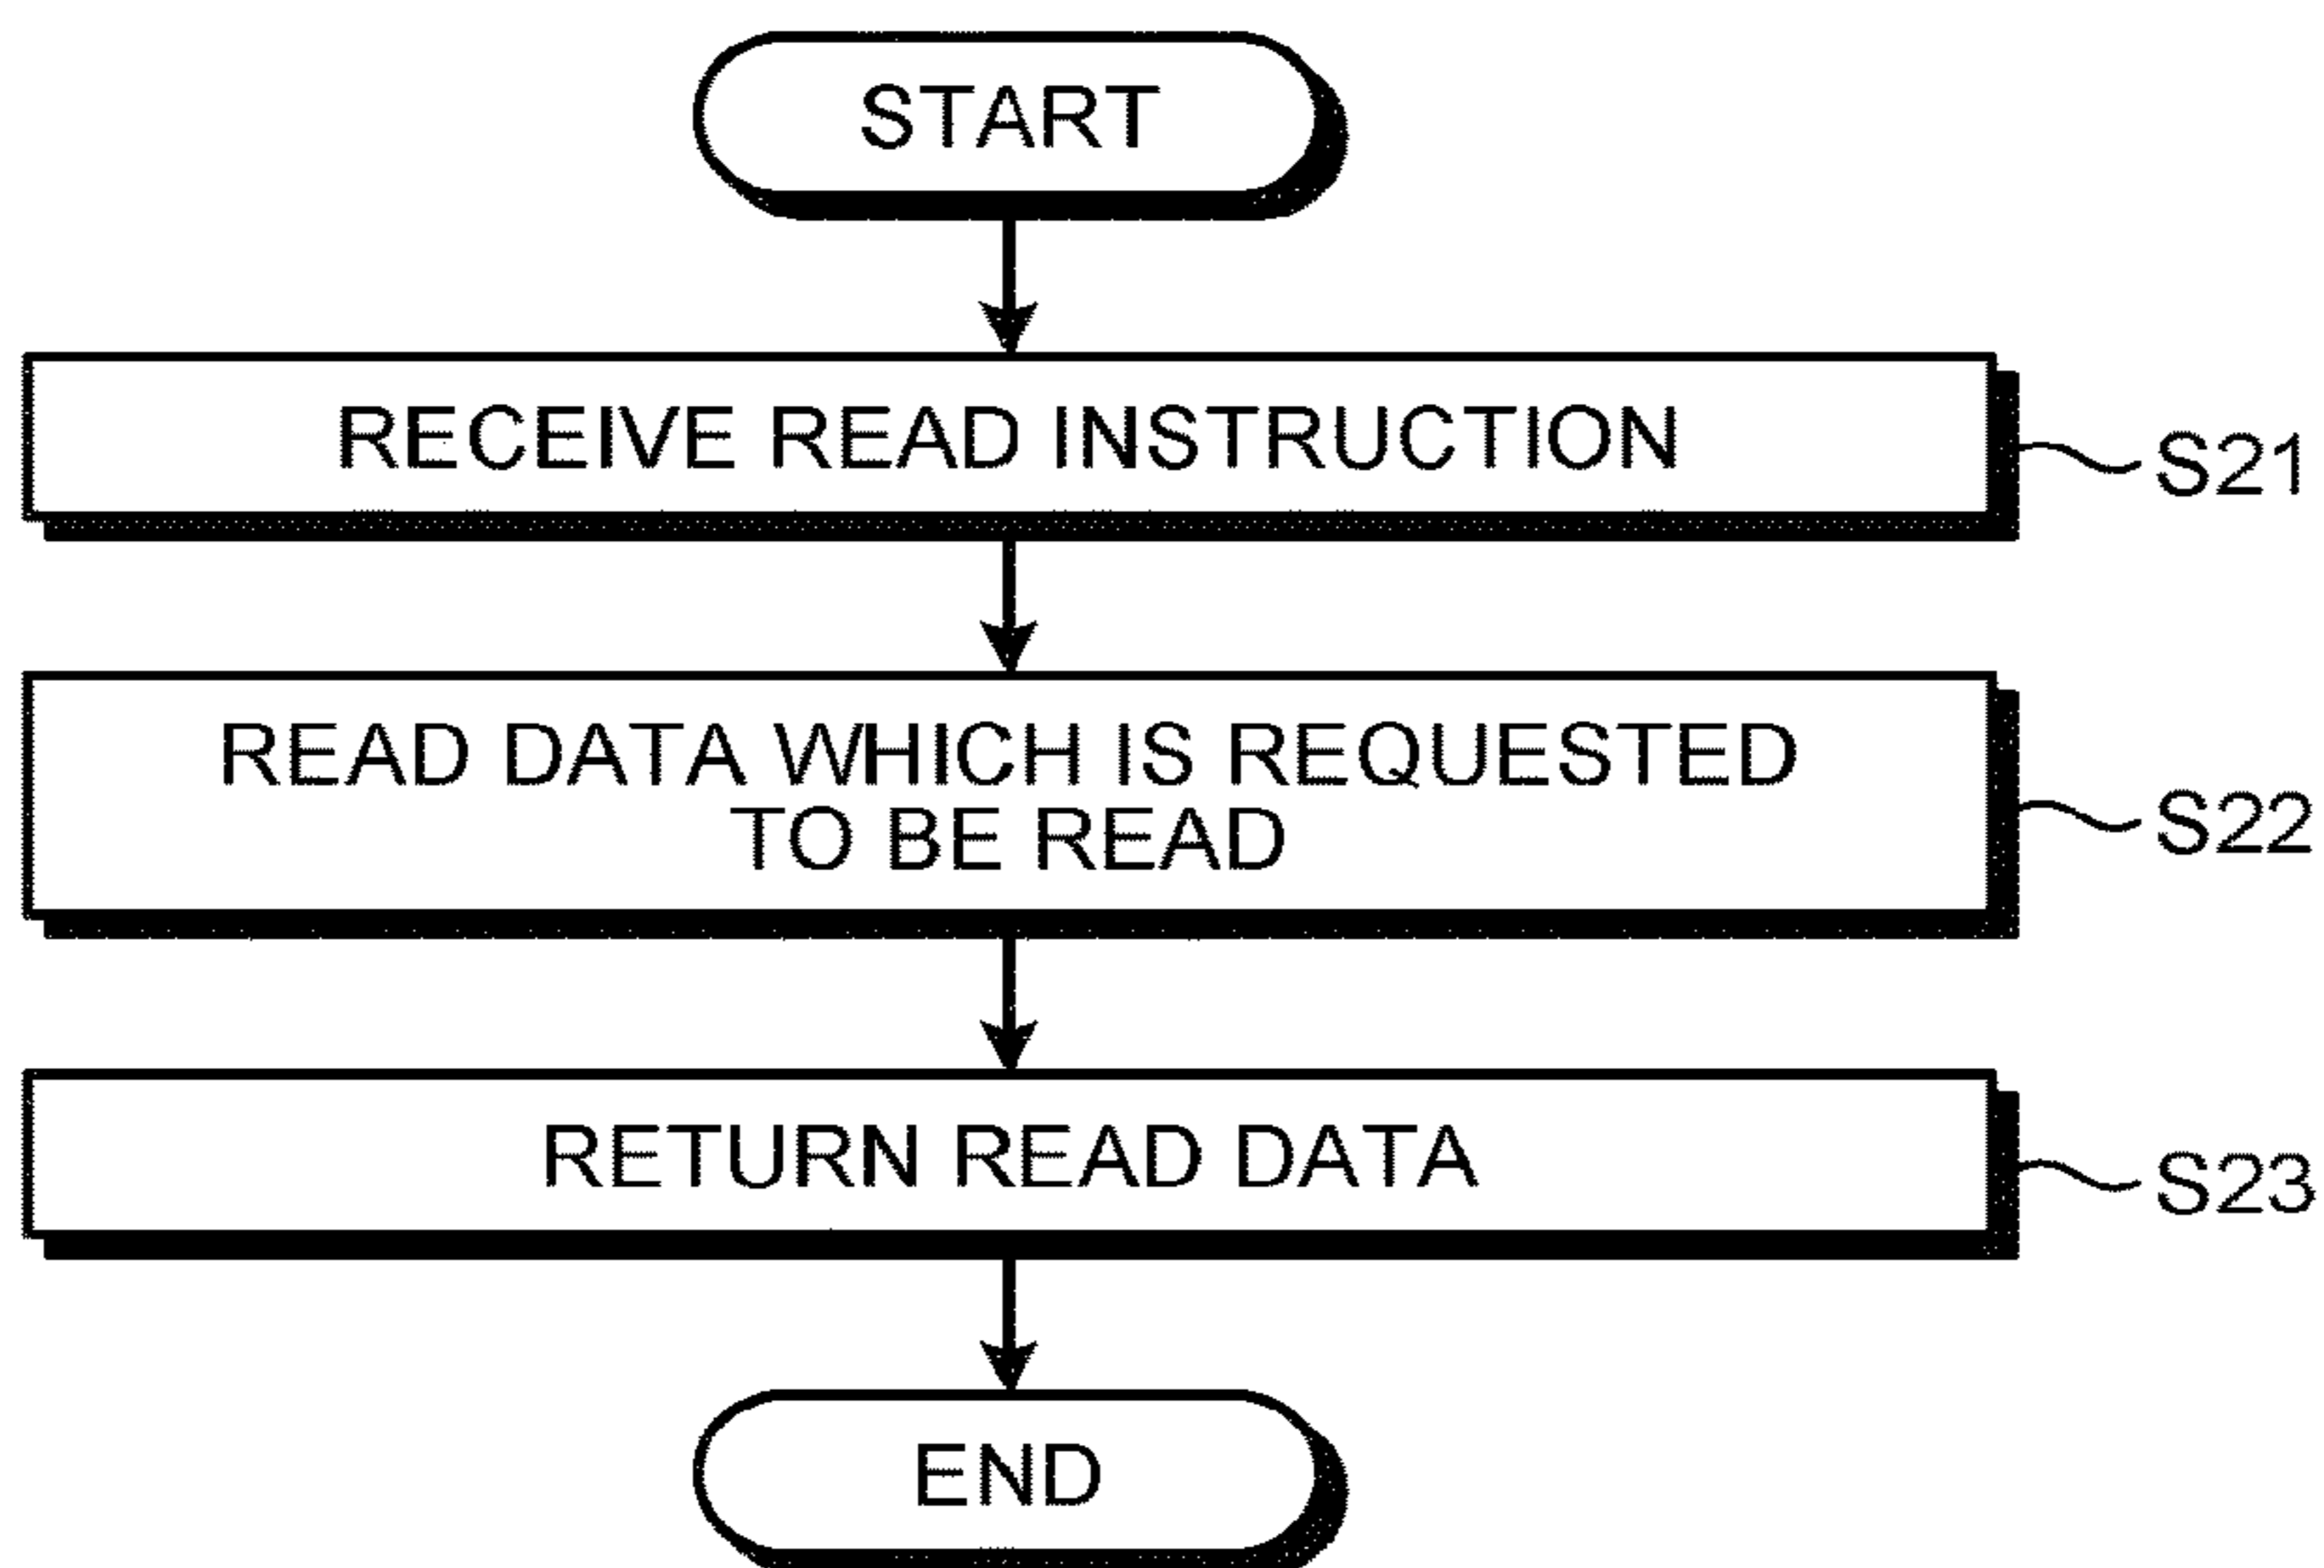 START
RECEIVE READ INSTRUCTION
S21
READ DATA WHICH IS REQUESTED
TO BE READ
S22
RETURN READ DATA
S23
END